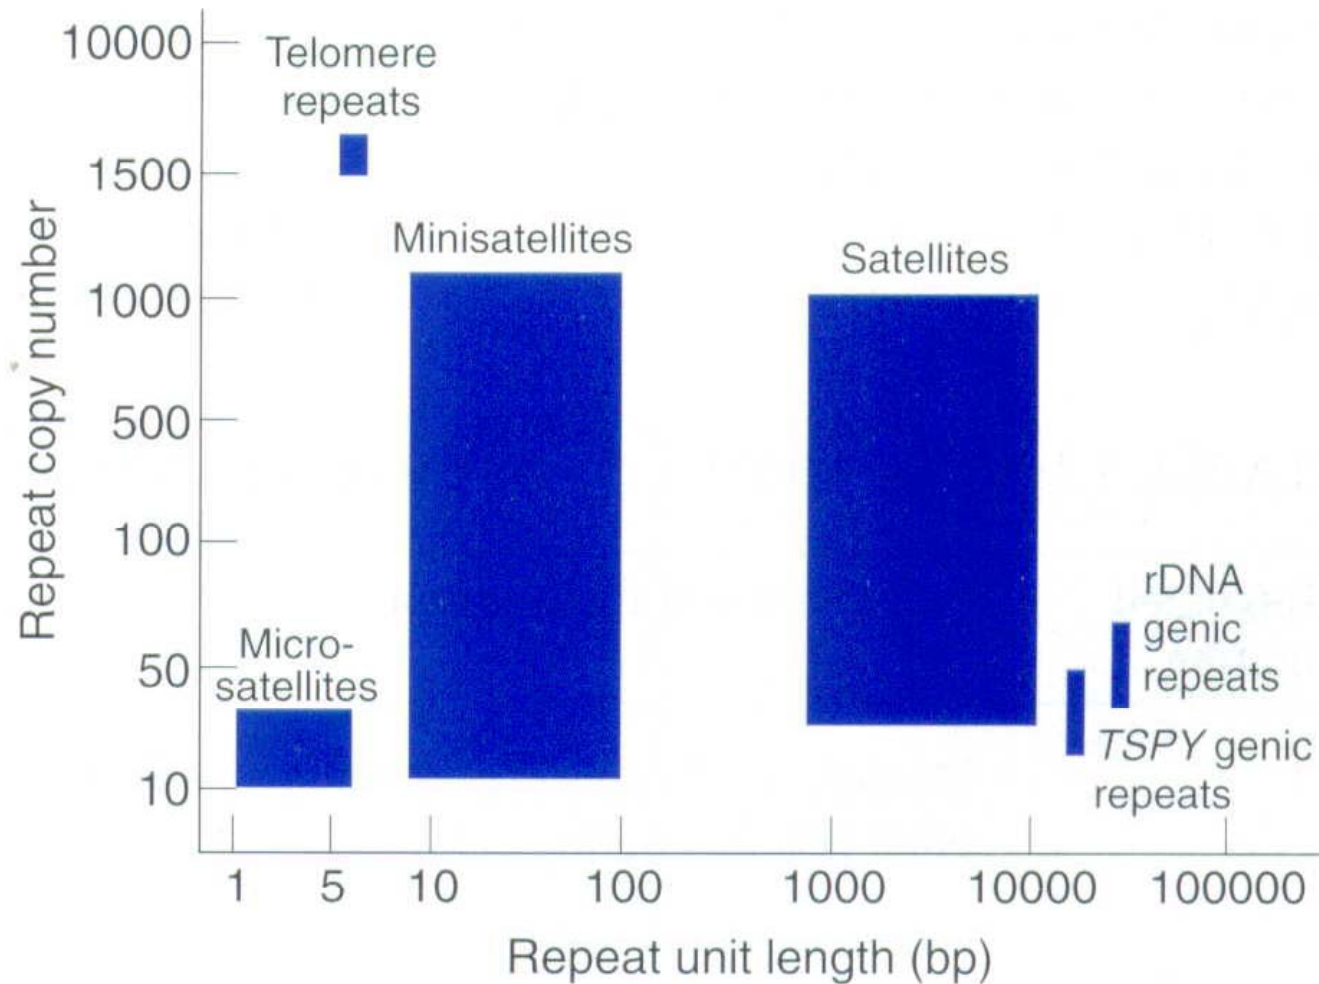 10000
1500
1000
500
100
50
10
Repeat copy number
Telomere
repeats
Minisatellites
Satellites
Micro-
satellites
rDNA
genic
repeats
TSPY genic
repeats
1 5 10 100 1000 10000 100000
Repeat unit length (bp)